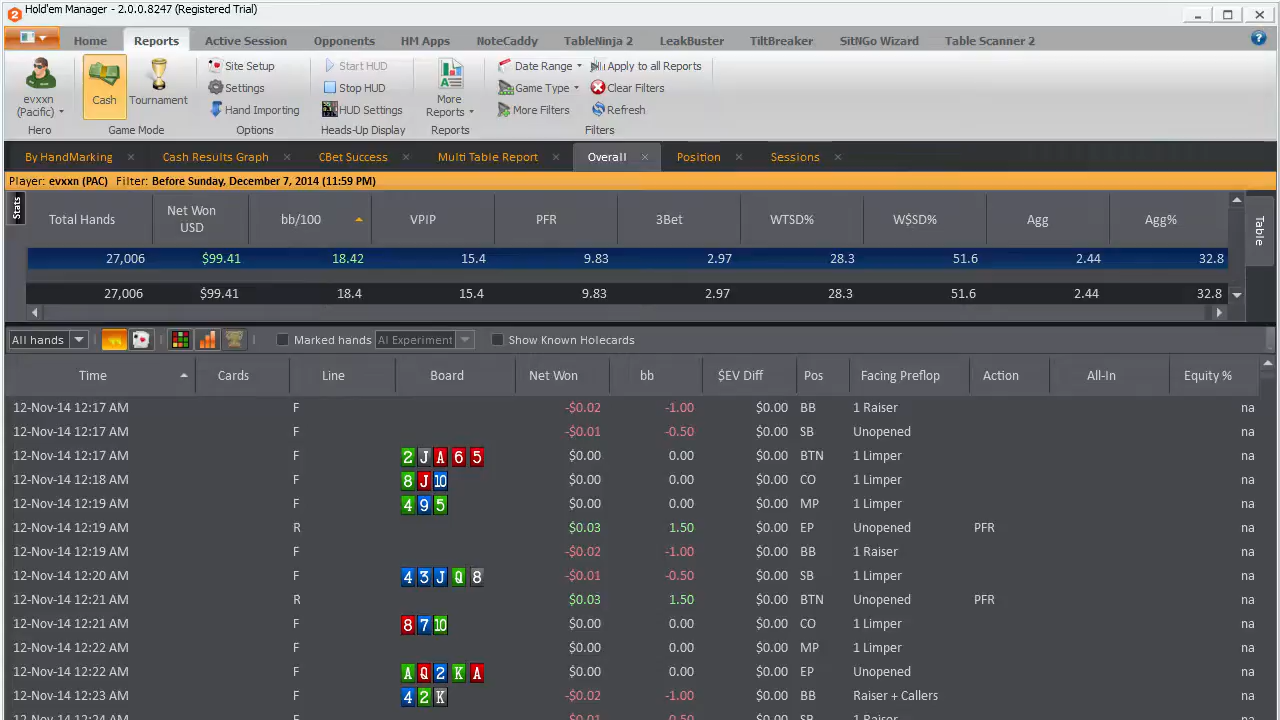 Hold'em Manager - 2.0.0.8247 (Registered Trial)
Home Reports Active Session Opponents HM Apps NoteCaddy TableNinja 2 LeakBuster TiltBreaker SitNGo Wizard Table Scanner 2
Site Setup Start HUD Date Range Apply to all Reports
evxxn Cash Tournament Settings Stop HUD More Game Type Clear Filters
(Pacific) Hand Importing HUD Settings Reports More Filters Refresh
Hero Game Mode Options Heads-Up Display Reports Filters
By HandMarking Cash Results Graph CBet Success Multi Table Report Overall Position Sessions
Player: evxxn (PAC) Filter: Before Sunday, December 7, 2014 (11:59 PM)
Stats
Table
Total Hands Net Won USD bb/100 VPIP PFR 3Bet WTSD% W$SD% Agg Agg%
27,006 $99.41 18.42 15.4 9.83 2.97 28.3 51.6 2.44 32.8
27,006 $99.41 18.4 15.4 9.83 2.97 28.3 51.6 2.44 32.8
All hands Marked hands All Experiment Show Known Holecards
Time Cards Line Board Net Won bb $EV Diff Pos Facing Preflop Action All-In Equity %
12-Nov-14 12:17 AM F -$0.02 -1.00 $0.00 BB 1 Raiser na
12-Nov-14 12:17 AM F -$0.01 -0.50 $0.00 SB Unopened na
12-Nov-14 12:17 AM F 2 J A 6 5 $0.00 0.00 $0.00 BTN 1 Limper na
12-Nov-14 12:18 AM F 8 J 10 $0.00 0.00 $0.00 CO 1 Limper na
12-Nov-14 12:19 AM F 4 9 5 $0.00 0.00 $0.00 MP 1 Limper na
12-Nov-14 12:19 AM R $0.03 1.50 $0.00 EP Unopened PFR na
12-Nov-14 12:19 AM F -$0.02 -1.00 $0.00 BB 1 Raiser na
12-Nov-14 12:20 AM F 4 3 J Q 8 -$0.01 -0.50 $0.00 SB 1 Limper na
12-Nov-14 12:21 AM R $0.03 1.50 $0.00 BTN Unopened PFR na
12-Nov-14 12:21 AM F 8 7 10 $0.00 0.00 $0.00 CO 1 Limper na
12-Nov-14 12:22 AM F $0.00 0.00 $0.00 MP 1 Limper na
12-Nov-14 12:22 AM F A Q 2 K A $0.00 0.00 $0.00 EP Unopened na
12-Nov-14 12:23 AM F 4 2 K -$0.02 -1.00 $0.00 BB Raiser + Callers na
12-Nov-14 12:24 AM F -$0.01 -0.50 $0.00 SB 1 Raiser na